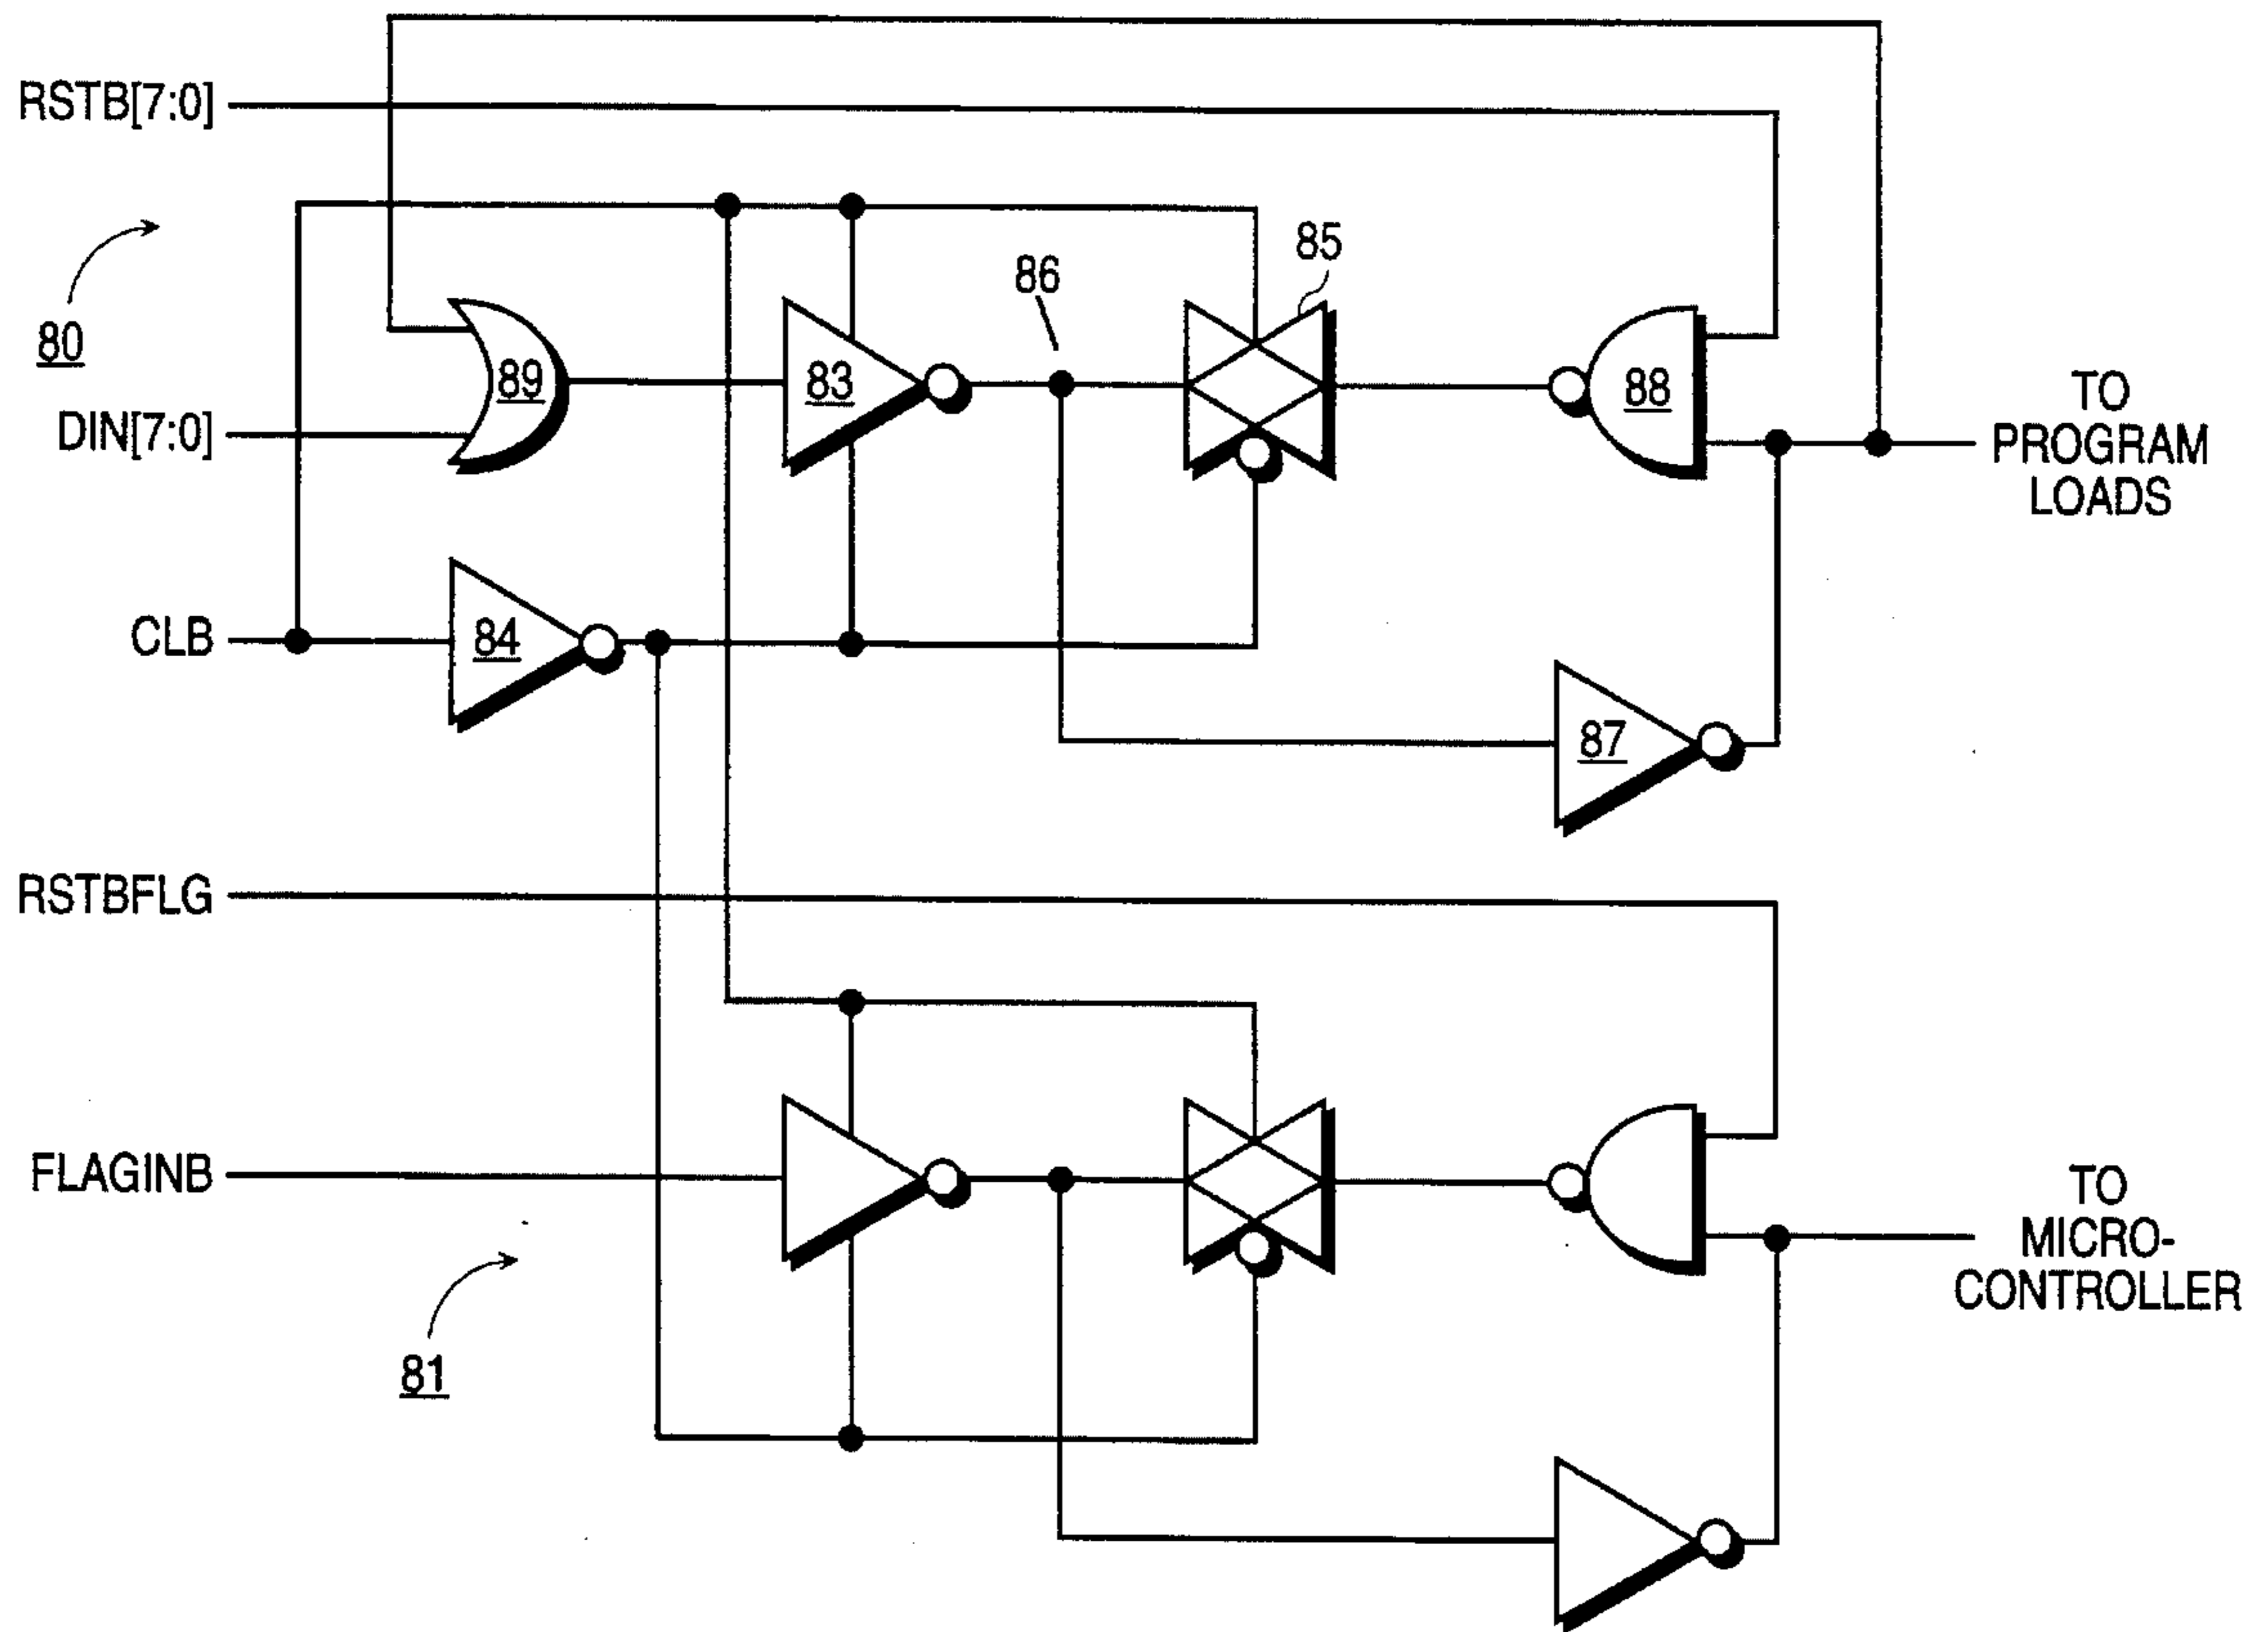 RSTB[7:0]
85
86
80
89
83
88
DIN[7:0]
TO
PROGRAM
LOADS
CLB
84
87
RSTBFLG
FLAGINB
TO
MICRO-
CONTROLLER
81